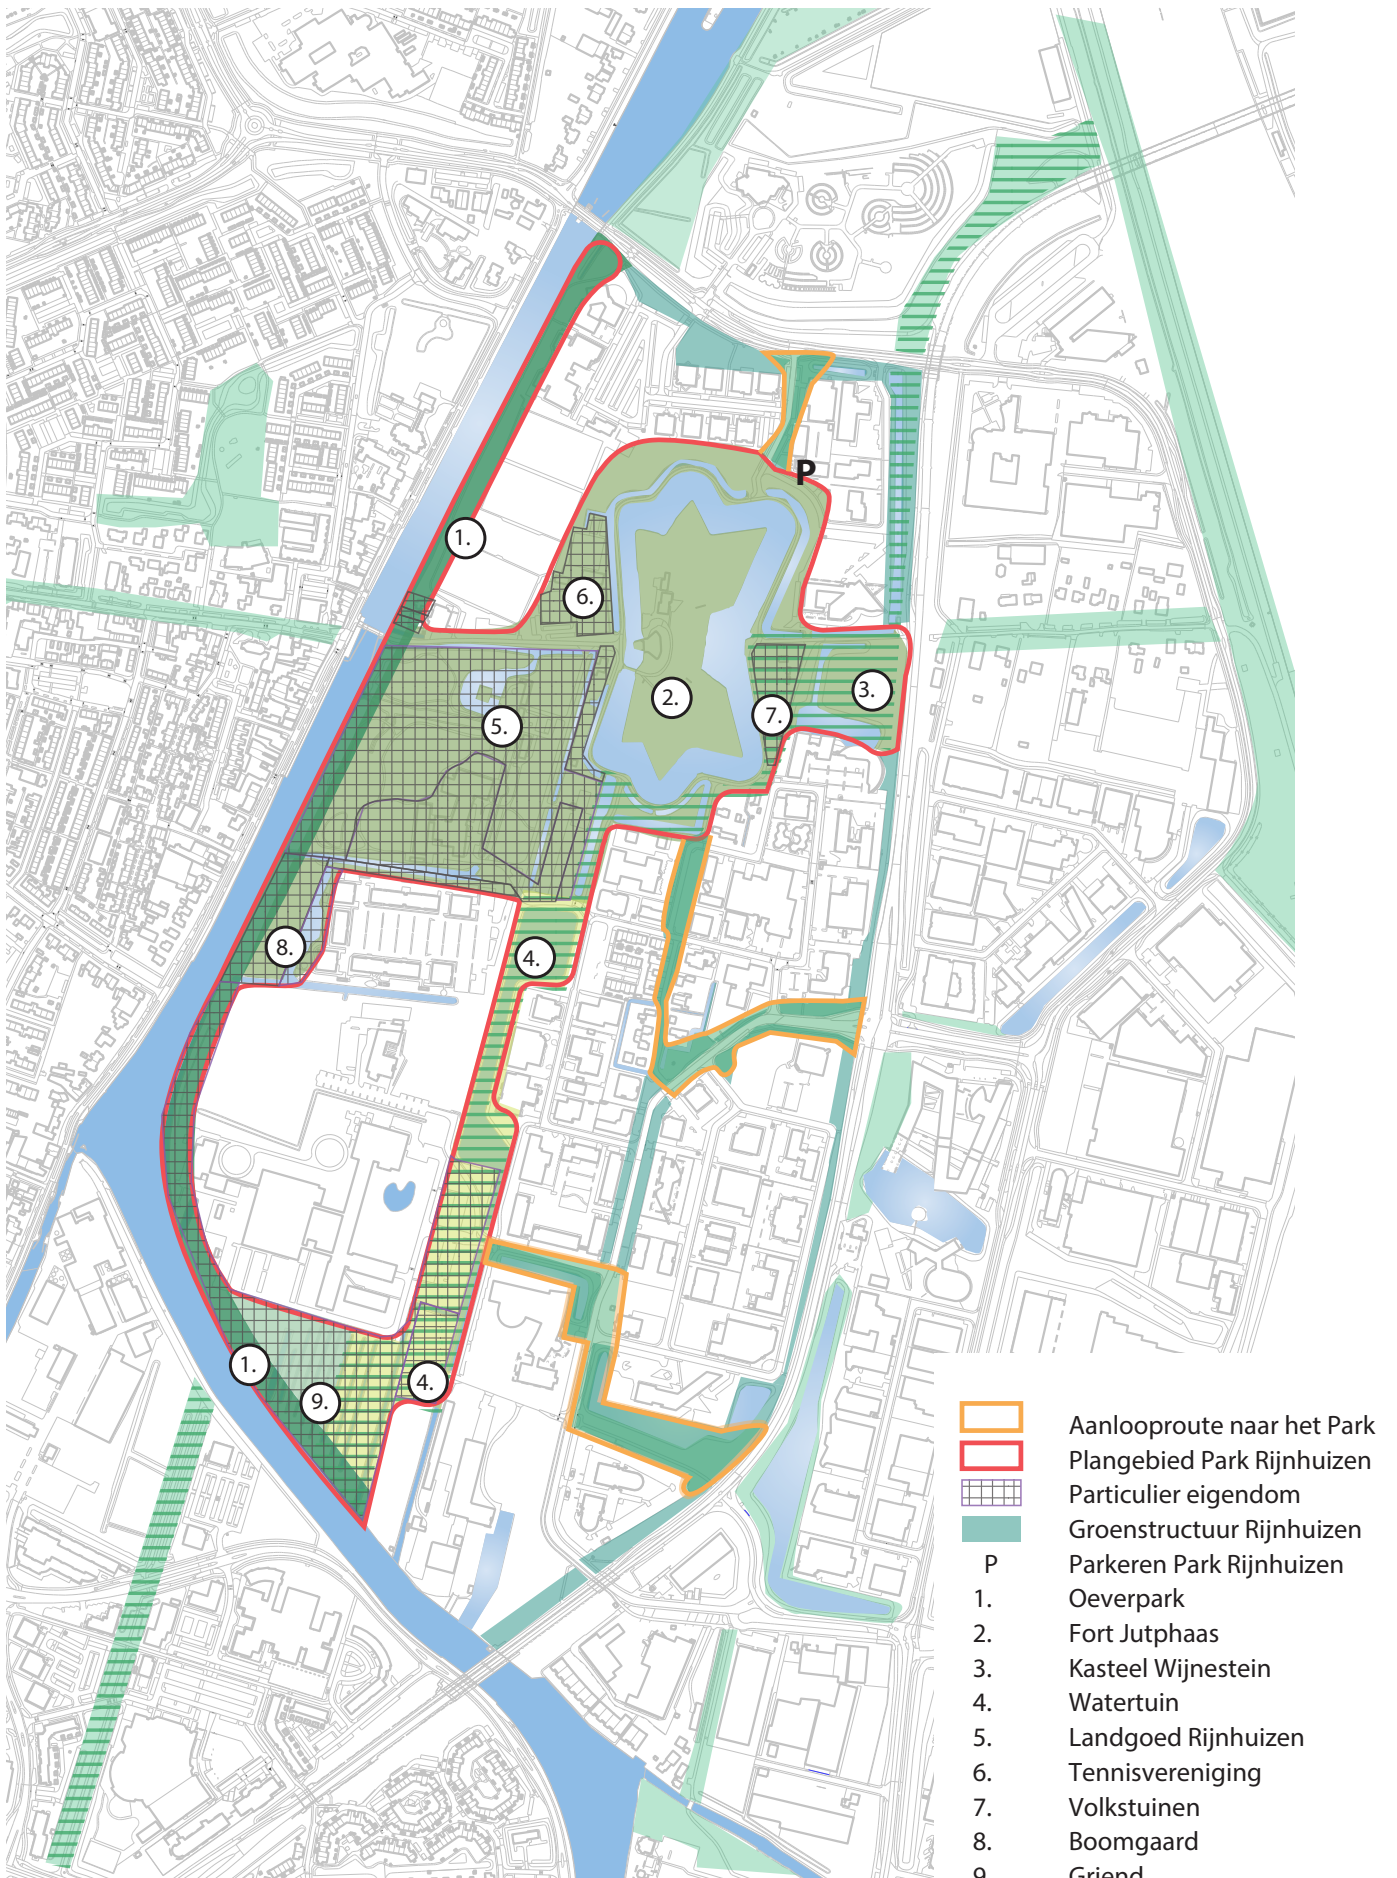 P
1.
6.
2.
3.
5.
7.
8.
4.
1.
4.
9.
Aanlooproute naar het Park
Plangebied Park Rijnhuizen
Particulier eigendom
Groenstructuur Rijnhuizen
P Parkeren Park Rijnhuizen
1. Oeverpark
2. Fort Jutphaas
3. Kasteel Wijnestein
4. Watertuin
5. Landgoed Rijnhuizen
6. Tennisvereniging
7. Volkstuinen
8. Boomgaard
9. Griend